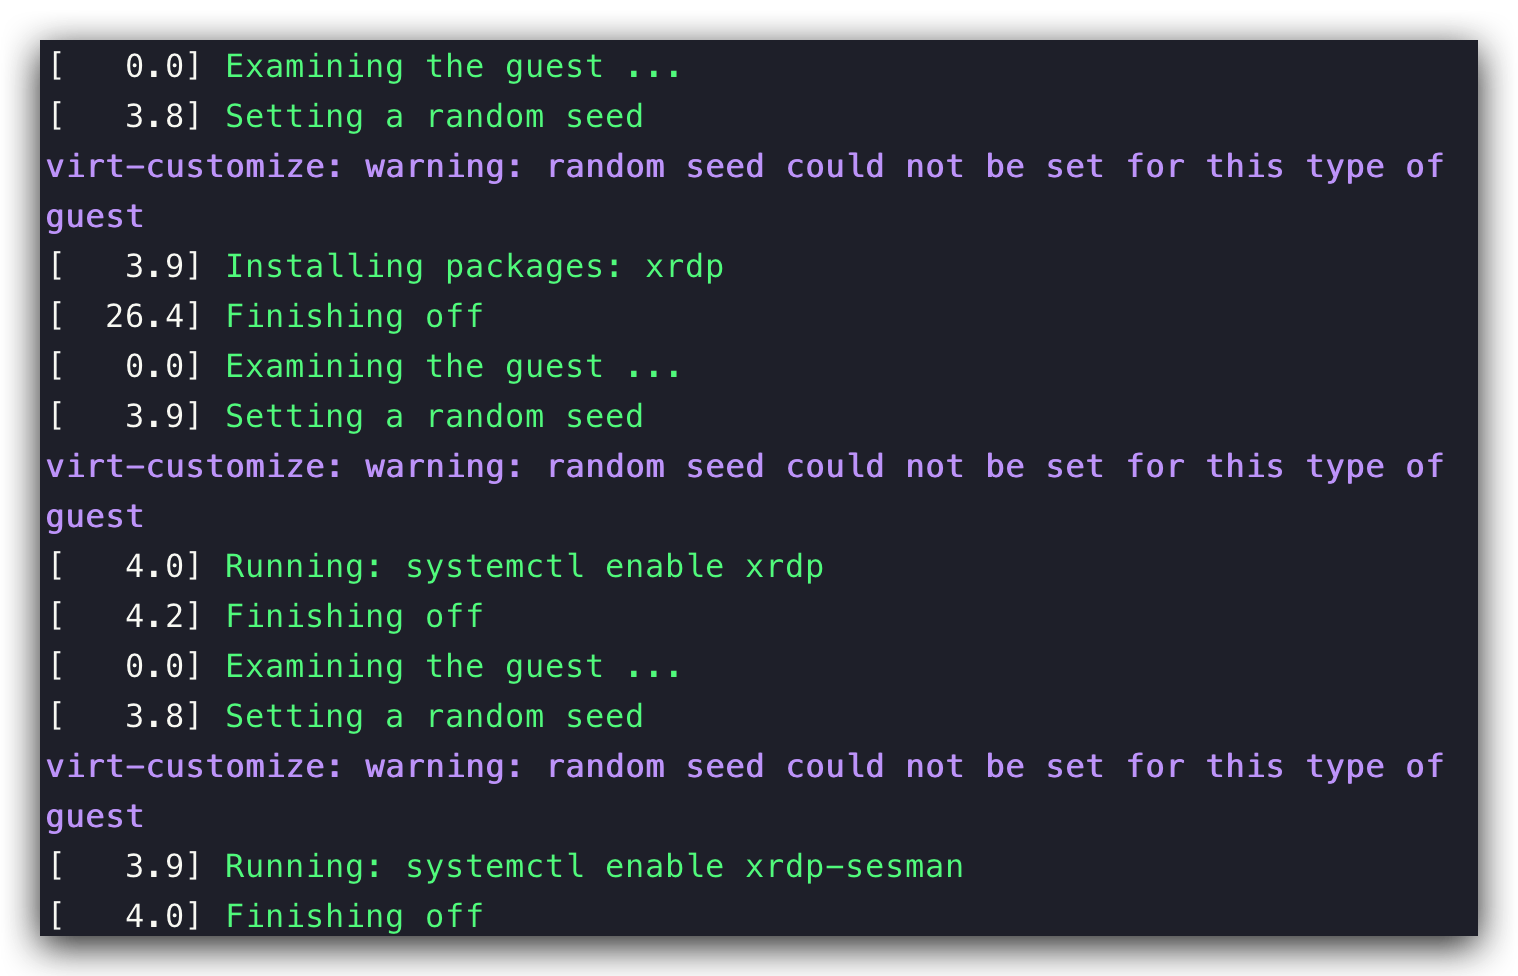 [   0.0] Examining the guest ...
[   3.8] Setting a random seed
virt-customize: warning: random seed could not be set for this type of
guest
[   3.9] Installing packages: xrdp
[  26.4] Finishing off
[   0.0] Examining the guest ...
[   3.9] Setting a random seed
virt-customize: warning: random seed could not be set for this type of
guest
[   4.0] Running: systemctl enable xrdp
[   4.2] Finishing off
[   0.0] Examining the guest ...
[   3.8] Setting a random seed
virt-customize: warning: random seed could not be set for this type of
guest
[   3.9] Running: systemctl enable xrdp-sesman
[   4.0] Finishing off